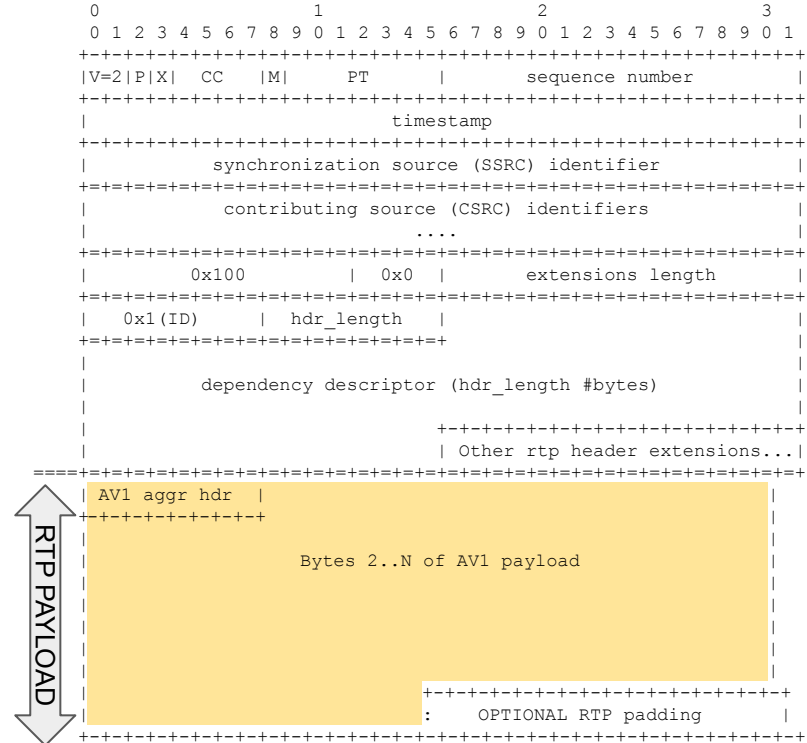 0                   1                   2                   3
 0 1 2 3 4 5 6 7 8 9 0 1 2 3 4 5 6 7 8 9 0 1 2 3 4 5 6 7 8 9 0 1
+-+-+-+-+-+-+-+-+-+-+-+-+-+-+-+-+-+-+-+-+-+-+-+-+-+-+-+-+-+-+-+-+
|V=2|P|X|  CC   |M|     PT      |       sequence number         |
+-+-+-+-+-+-+-+-+-+-+-+-+-+-+-+-+-+-+-+-+-+-+-+-+-+-+-+-+-+-+-+-+
|                           timestamp                           |
+-+-+-+-+-+-+-+-+-+-+-+-+-+-+-+-+-+-+-+-+-+-+-+-+-+-+-+-+-+-+-+-+
|           synchronization source (SSRC) identifier            |
+=+=+=+=+=+=+=+=+=+=+=+=+=+=+=+=+=+=+=+=+=+=+=+=+=+=+=+=+=+=+=+=+
|            contributing source (CSRC) identifiers             |
|                             ....                              |
+=+=+=+=+=+=+=+=+=+=+=+=+=+=+=+=+=+=+=+=+=+=+=+=+=+=+=+=+=+=+=+=+
|         0x100         |  0x0  |       extensions length       |
+=+=+=+=+=+=+=+=+=+=+=+=+=+=+=+=+=+=+=+=+=+=+=+=+=+=+=+=+=+=+=+=+
|   0x1(ID)     |  hdr_length   |                               |
+=+=+=+=+=+=+=+=+=+=+=+=+=+=+=+=+                               |
|                                                               |
|          dependency descriptor (hdr_length #bytes)            |
|                                                               |
|                               +-+-+-+-+-+-+-+-+-+-+-+-+-+-+-+-+
|                               | Other rtp header extensions...|
====+=+=+=+=+=+=+=+=+=+=+=+=+=+=+=+=+=+=+=+=+=+=+=+=+=+=+=+=+=+=+=+=+
| AV1 aggr hdr  |                                             |
+-+-+-+-+-+-+-+-+                                             |
|                                                             |
RTP PAYLOAD
|                   Bytes 2..N of AV1 payload                 |
|                                                             |
|                                                             |
|                                                             |
|                                                             |
|                                                             |
|                              +-+-+-+-+-+-+-+-+-+-+-+-+-+-+-+-+
|                              :    OPTIONAL RTP padding       |
+-+-+-+-+-+-+-+-+-+-+-+-+-+-+-+-+-+-+-+-+-+-+-+-+-+-+-+-+-+-+-+-+